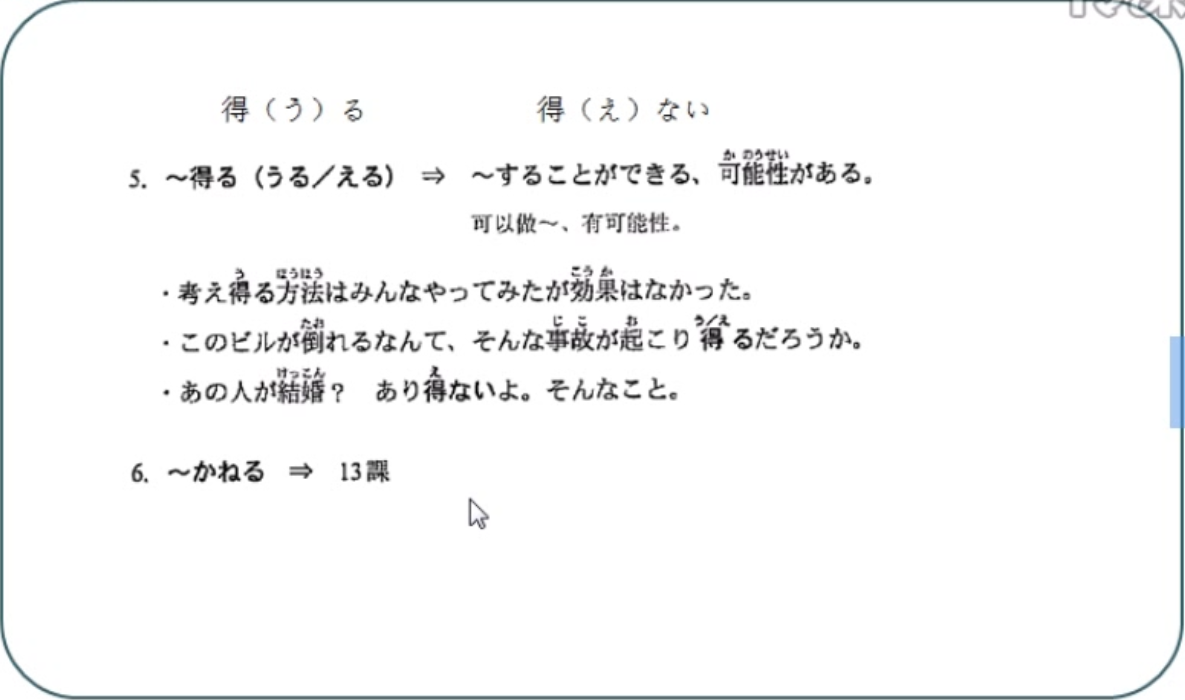 得（う）る　得（え）ない
5. ～得る（うる／える） ⇒ ～することができる、可能性がある。
可以做～、有可能性。
・考え得る方法はみんなやってみたが効果はなかった。
・このビルが倒れるなんて、そんな事故が起こり得るだろうか。
・あの人が結婚？　あり得ないよ。そんなこと。
6. ～かねる ⇒ 13課